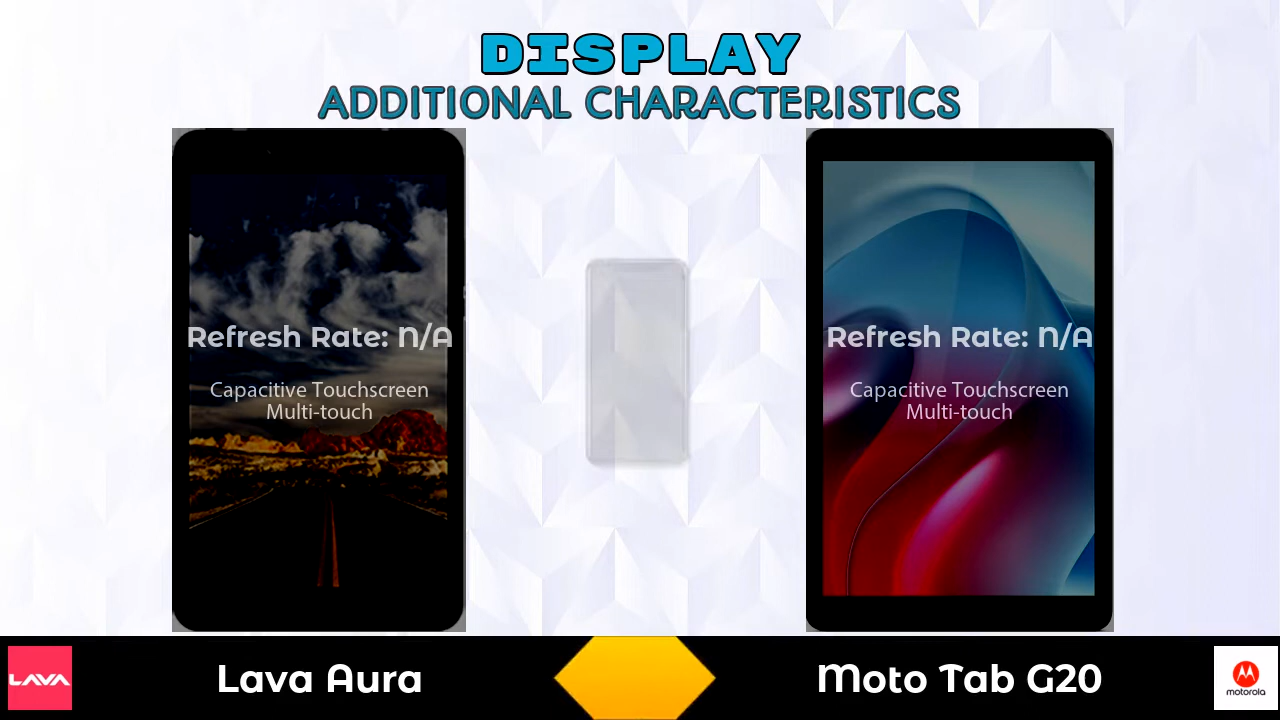 DISPLAY
ADDITIONAL CHARACTERISTICS
Refresh Rate: N/A
Capacitive Touchscreen
Multi-touch
Refresh Rate: N/A
Capacitive Touchscreen
Multi-touch
LAVA
Lava Aura
Moto Tab G20
motorola